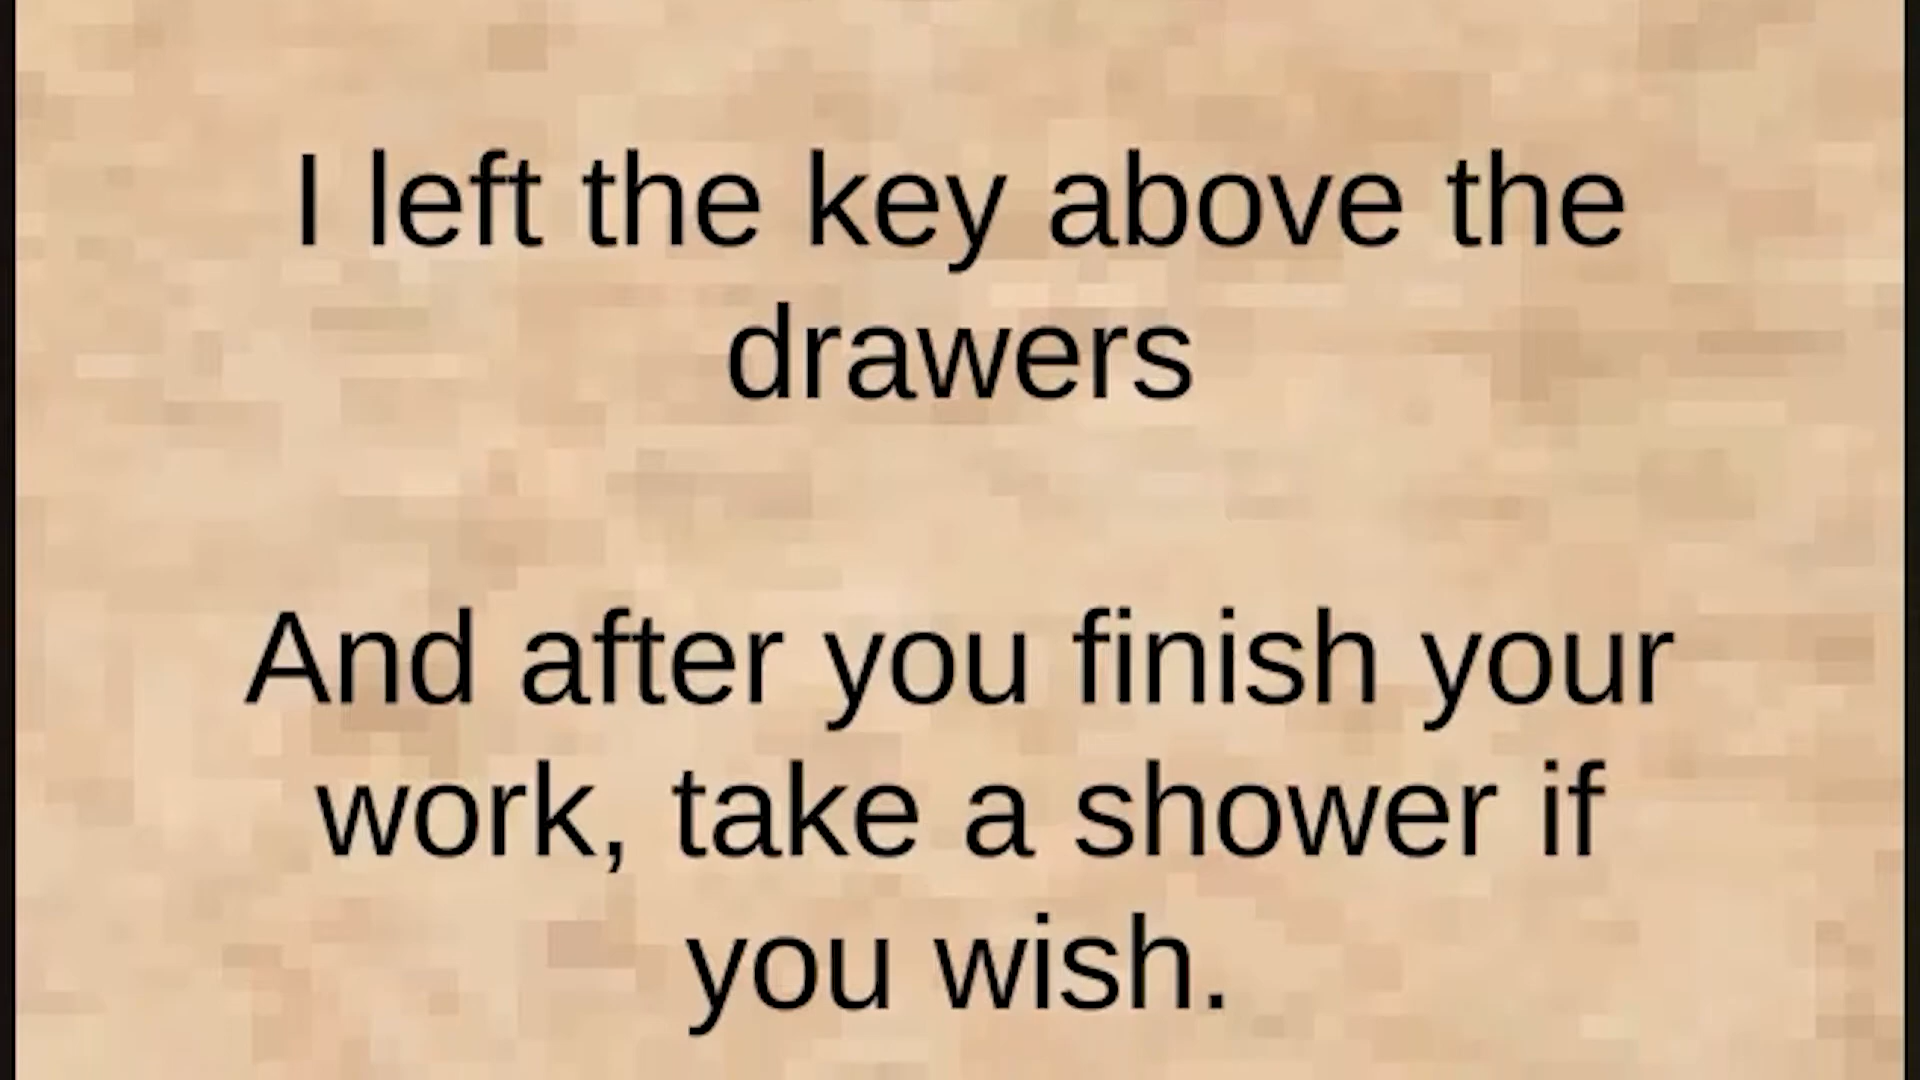 I left the key above the
drawers
And after you finish your
work, take a shower if
you wish.